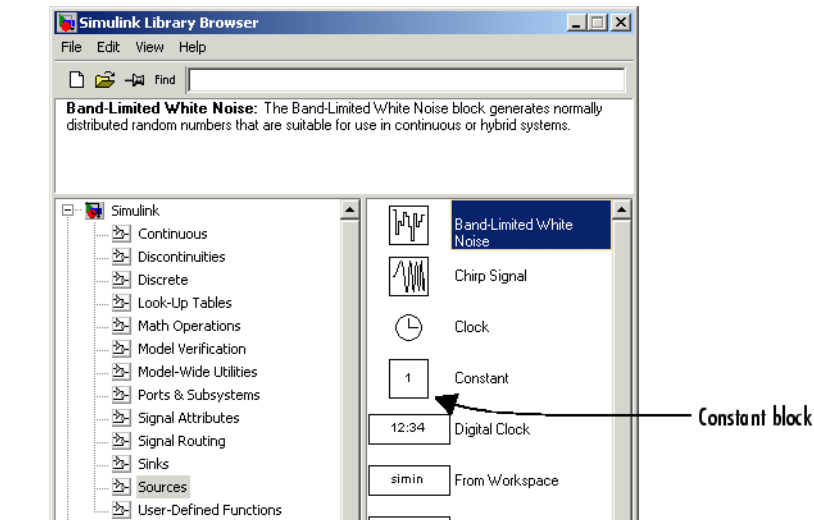 Simulink Library Browser
File Edit View Help
Find
Band-Limited White Noise: The Band-Limited White Noise block generates normally
distributed random numbers that are suitable for use in continuous or hybrid systems.
Simulink
Continuous
Discontinuities
Discrete
Look-Up Tables
Math Operations
Model Verification
Model-Wide Utilities
Ports & Subsystems
Signal Attributes
Signal Routing
Sinks
Sources
User-Defined Functions
Band-Limited White
Noise
Chirp Signal
Clock
1 Constant
12:34 Digital Clock
simin From Workspace
Constant block